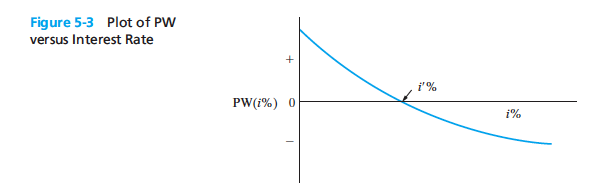 Figure 5-3 Plot of PW
versus Interest Rate
+
i'%
PW(i%) 0
i%
−